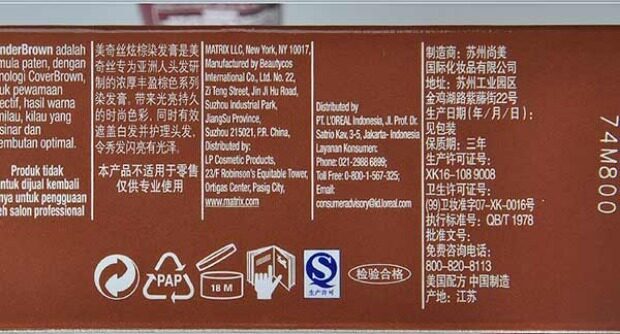 nderBrown adalah
mula paten, dengan
nologi CoverBrown,
uk pewarnaan
ectif, hasil warna
nilau, kilau yang
sinar dan
embutan optimal.
Produk tidak
ntuk dijual kembali
nya untuk pengguaan
eh salon profesional
美奇丝炫棕染发膏是美
奇丝专为亚洲人头发研
制的浓厚丰盈棕色系列
染发膏，带来光亮持久
的时尚色彩，同时有效
遮盖白发并护理头发，
令秀发闪亮有光泽。
本产品不适用于零售
仅供专业使用
MATRIX LLC, New York, NY 10017,
Manufactured by Beautycos
International Co., Ltd. No. 22,
Zi Teng Street, Jin Ji Hu Road,
Suzhou Industrial Park,
JiangSu Province,
Suzhou 215021, P.R. China,
Distributed by:
LP Cosmetic Products,
23/F Robinson's Equitable Tower,
Ortigas Center, Pasig City,
www.matrix.com
Distributed by
PT. L'OREAL Indonesia, Jl. Prof. Dr.
Satrio Kav, 3-5, Jakarta- Indonesia
Layanan Konsumen:
Phone: 021-2988 6899;
Toll Free: 0-800-1-567-325;
Email:
consumeradvisory@id.loreal.com
制造商：苏州尚美
国际化妆品有限公司
地址：苏州工业园区
金鸡湖路紫藤街22号
生产日期(年/月/日)：
见包装
保质期：三年
生产许可证号：
XK16-108 9008
卫生许可证号：
(99)卫妆准字07-XK-0016号
执行标准号：QB/T 1978
批准文号：
免费咨询电话：
800-820-8113
美国配方 中国制造
产地：江苏
74M800
PAP
18 M
QS
生产许可
检验合格